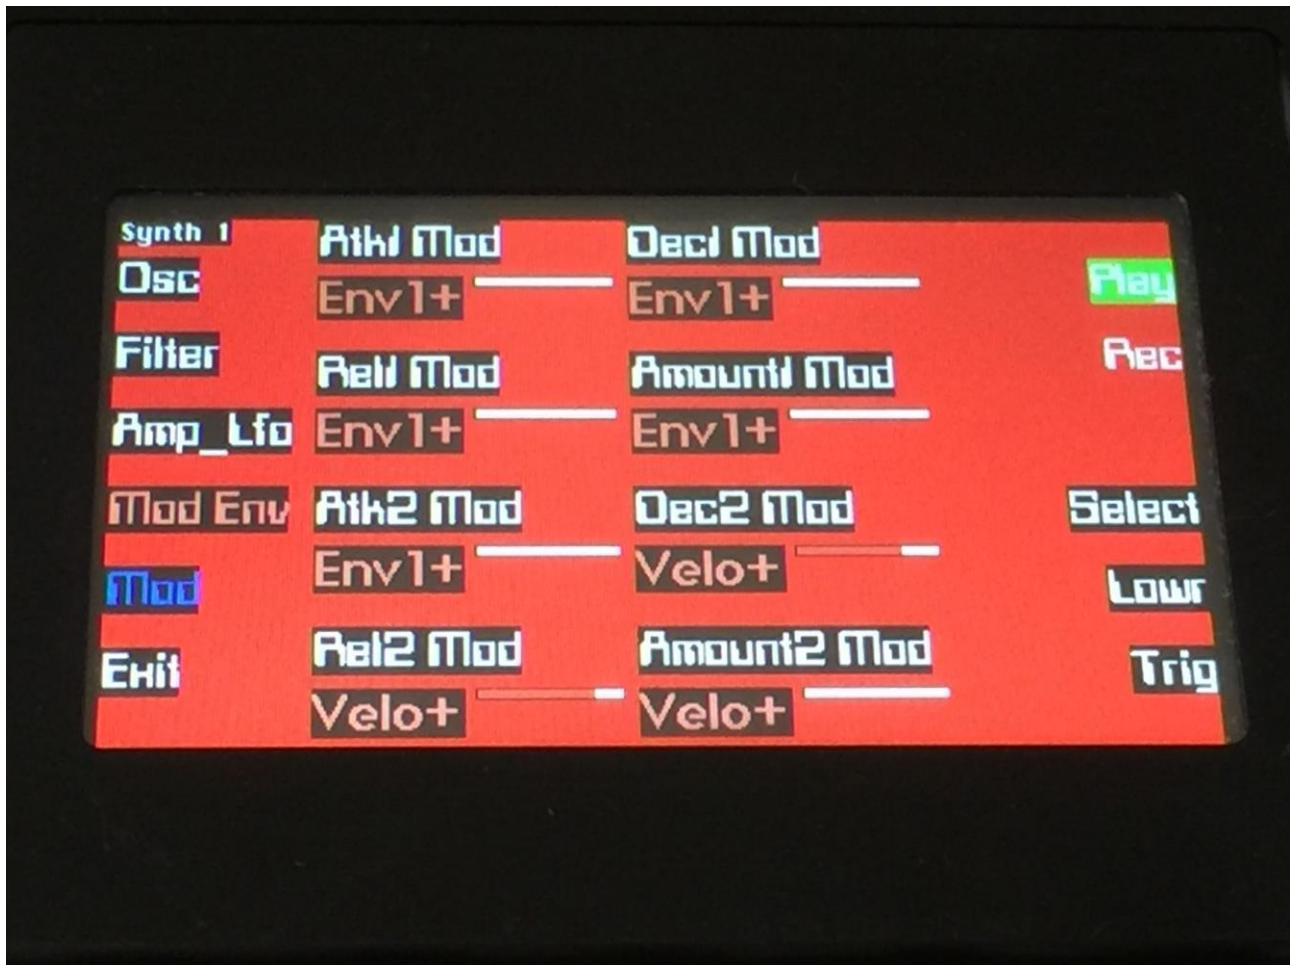 Synth 1
Atk1 Mod
Dec1 Mod
Osc
Play
Env1+
Env1+
Filter
Rel1 Mod
Amount1 Mod
Rec
Amp_Lfo
Env1+
Env1+
Mod Env
Atk2 Mod
Dec2 Mod
Select
Env1+
Velo+
Mod
Lowr
Exit
Rel2 Mod
Amount2 Mod
Trig
Velo+
Velo+